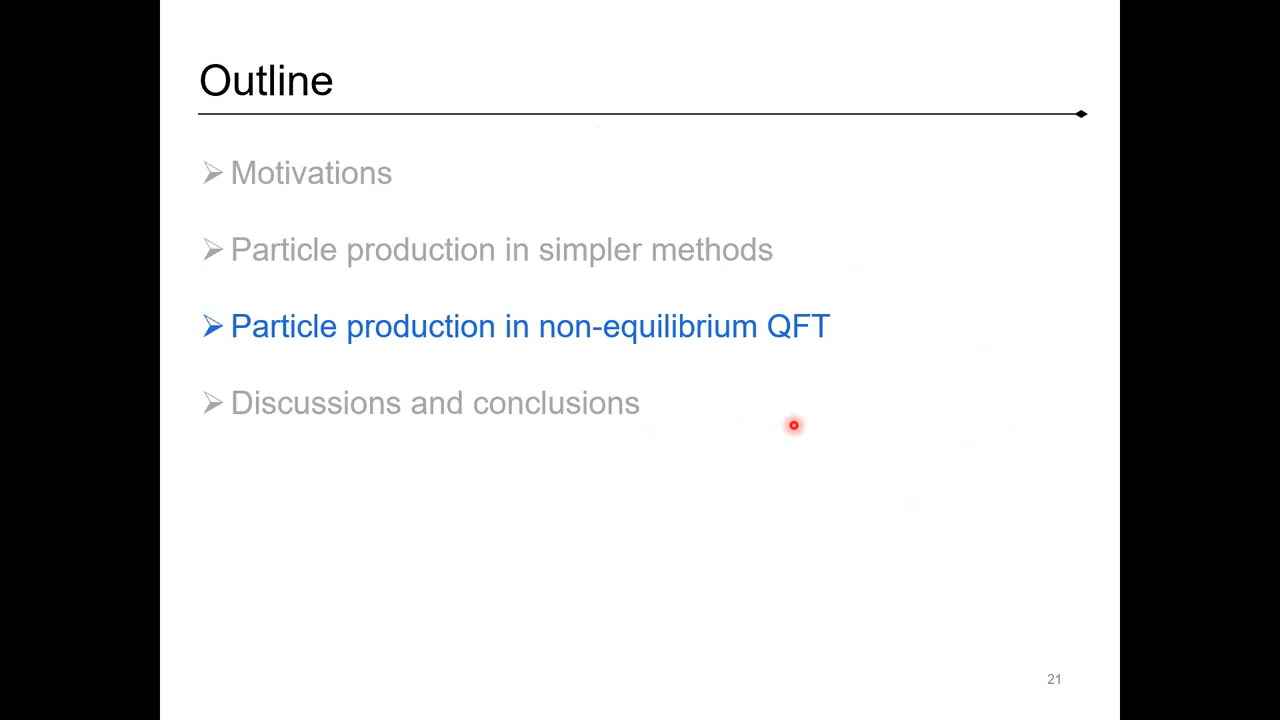 Outline
Motivations
Particle production in simpler methods
Particle production in non-equilibrium QFT
Discussions and conclusions
21